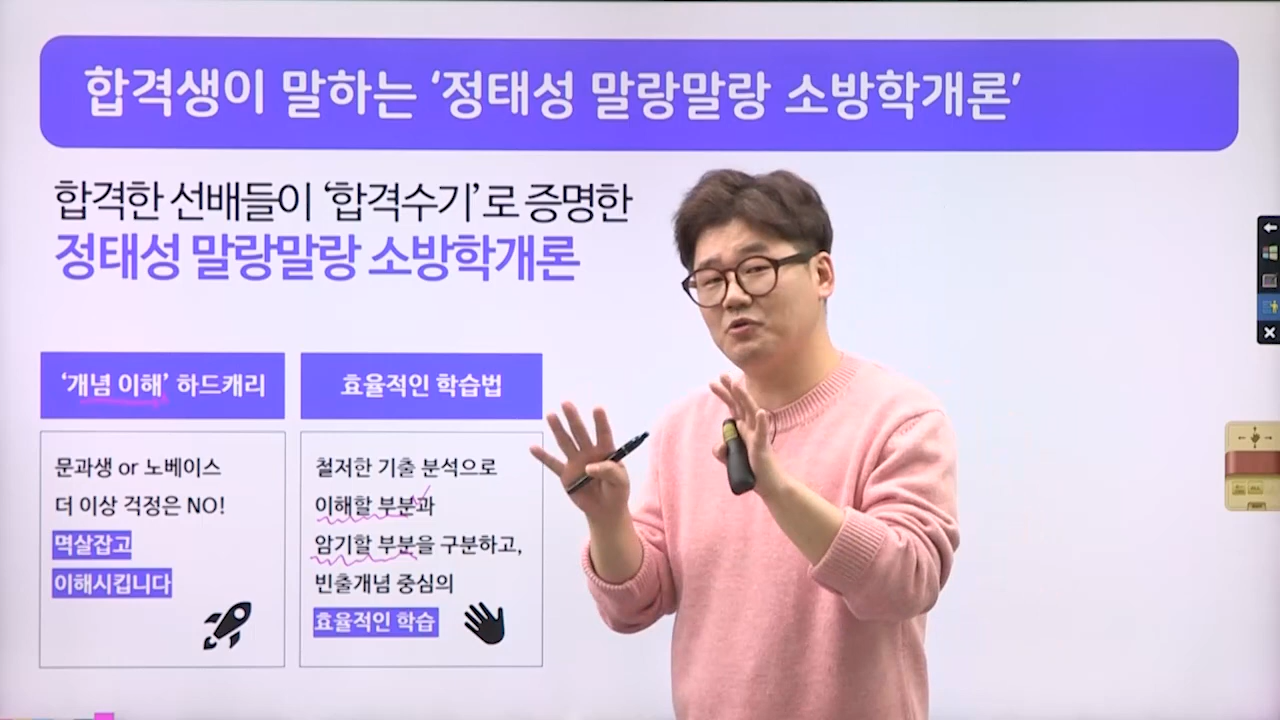 합격생이 말하는 ‘정태성 말랑말랑 소방학개론’
합격한 선배들이 ‘합격수기’로 증명한
정태성 말랑말랑 소방학개론
‘개념 이해’ 하드캐리
문과생 or 노베이스
더 이상 걱정은 NO!
멱살잡고
이해시킵니다
효율적인 학습법
철저한 기출 분석으로
이해할 부분과
암기할 부분을 구분하고,
빈출개념 중심의
효율적인 학습